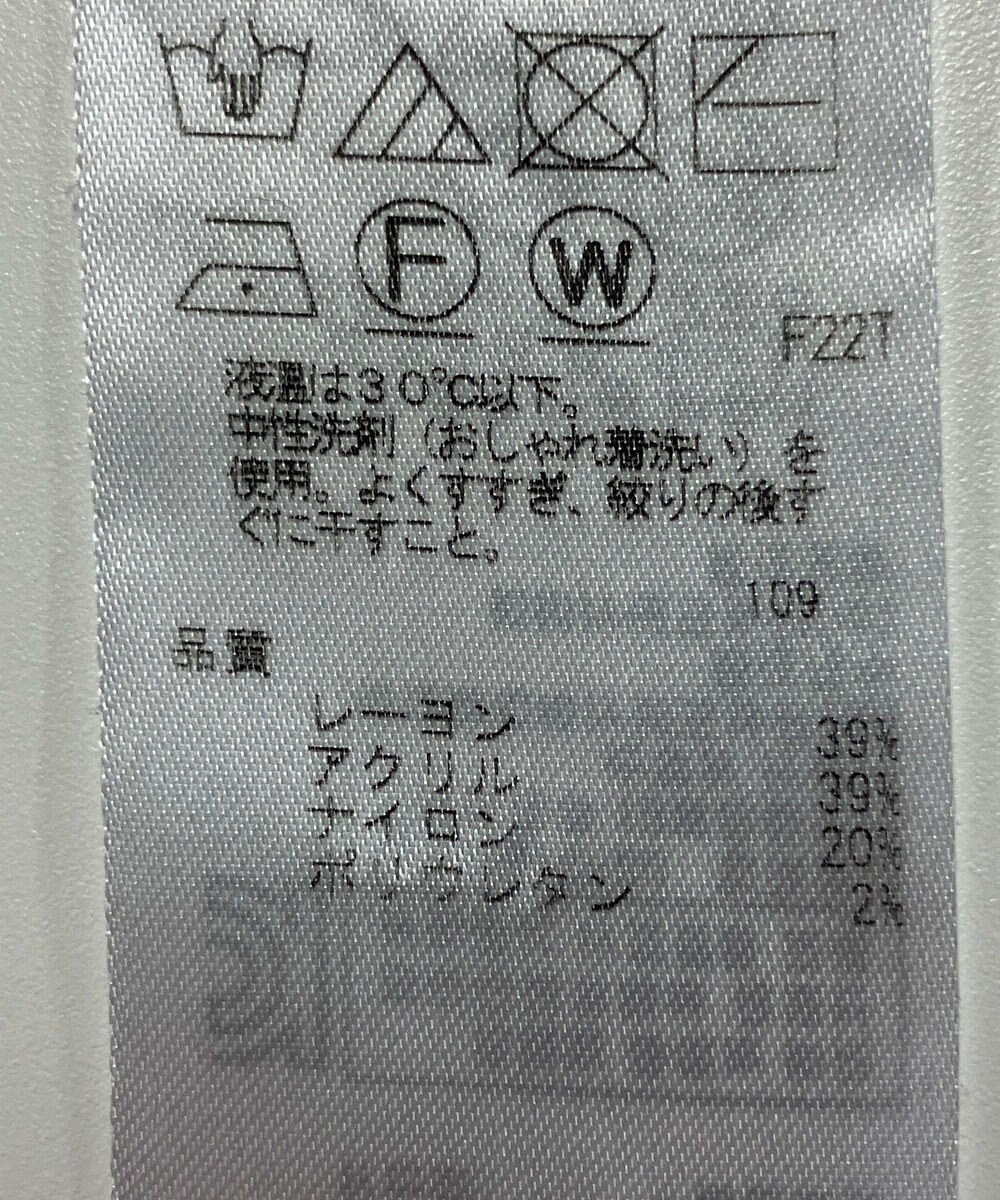 F
W
F22T
液温は30℃以下。
中性洗剤(おしゃれ着洗い)を
使用。よくすすぎ、絞りの後す
ぐに干すこと。
109
品質
レーヨン 39%
アクリル 39%
ナイロン 20%
ポリウレタン 2%